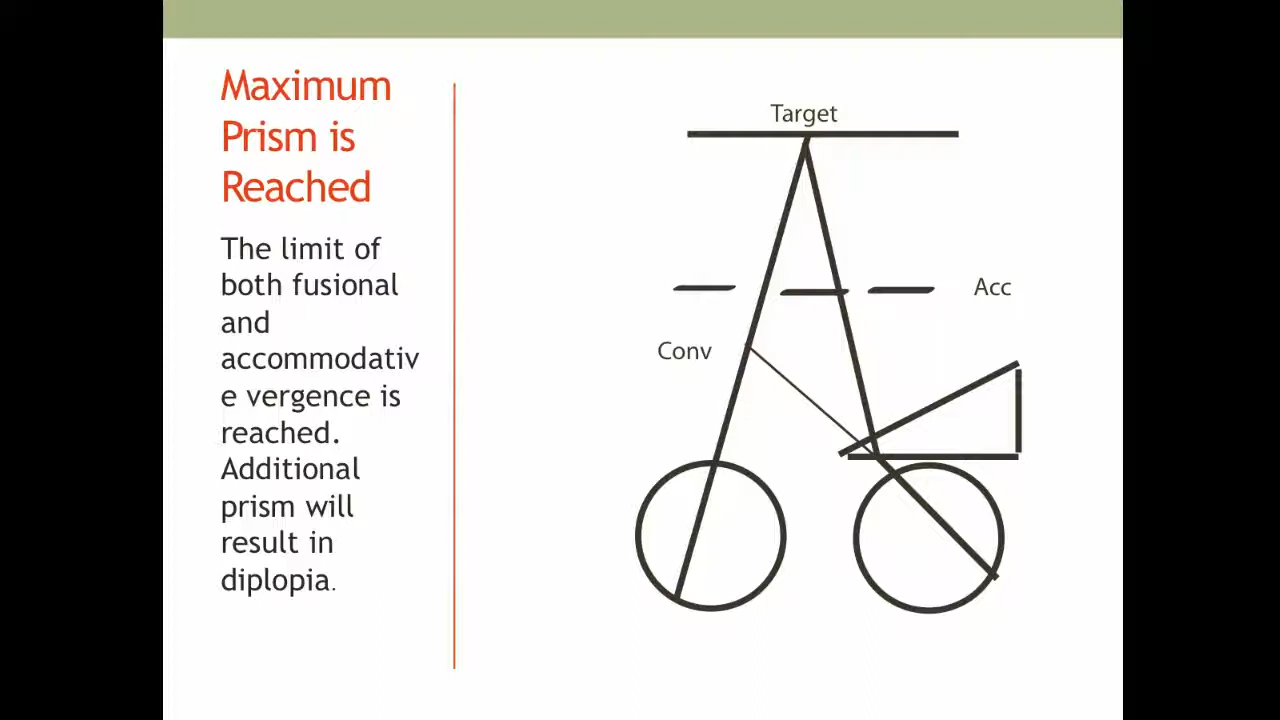 Maximum
Prism is
Reached
The limit of
both fusional
and
accommodativ
e vergence is
reached.
Additional
prism will
result in
diplopia.
Target
Acc
Conv